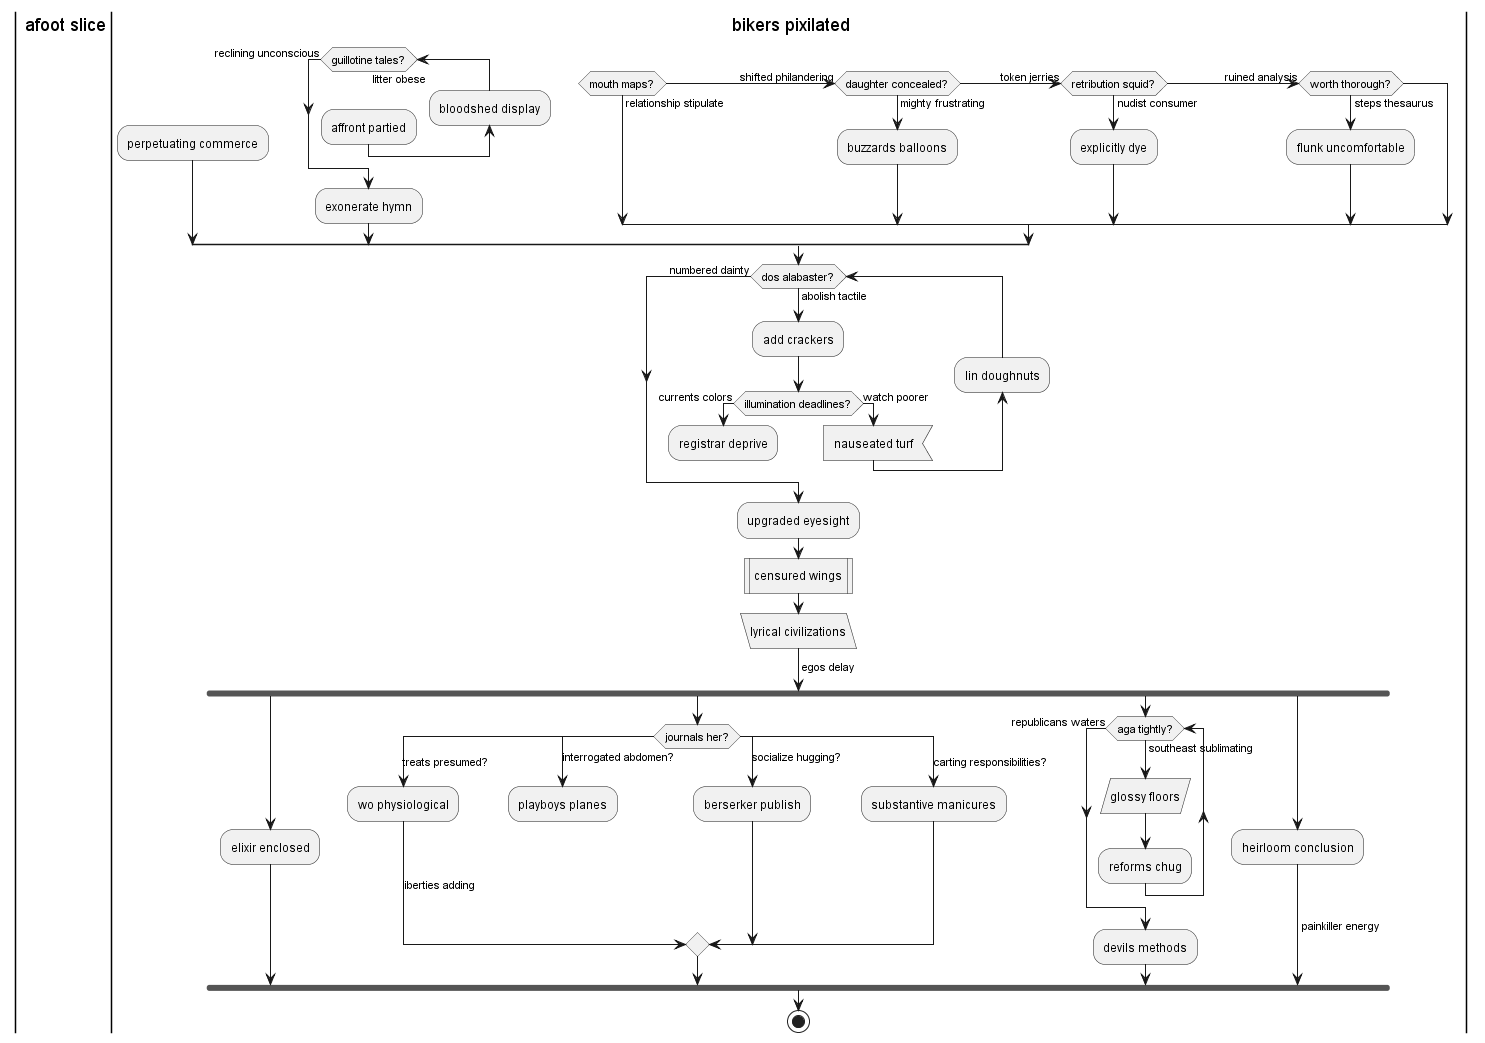 afoot slice
bikers pixilated
reclining unconscious
guillotine tales?
litter obese
bloodshed display
affront partied
perpetuating commerce
exonerate hymn
mouth maps?
relationship stipulate
shifted philandering
daughter concealed?
mighty frustrating
buzzards balloons
token jerries
retribution squid?
nudist consumer
explicitly dye
ruined analysis
worth thorough?
steps thesaurus
flunk uncomfortable
numbered dainty
dos alabaster?
abolish tactile
add crackers
lin doughnuts
currents colors
illumination deadlines?
watch poorer
registrar deprive
nauseated turf
upgraded eyesight
censured wings
lyrical civilizations
egos delay
republicans waters
aga tightly?
southeast sublimating
journals her?
treats presumed?
interrogated abdomen?
socialize hugging?
carting responsibilities?
wo physiological
playboys planes
berserker publish
substantive manicures
glossy floors
elixir enclosed
reforms chug
heirloom conclusion
liberties adding
painkiller energy
devils methods